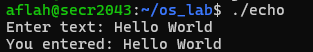 aflah@secr2043:~/os_lab$ ./echo
Enter text: Hello World
You entered: Hello World